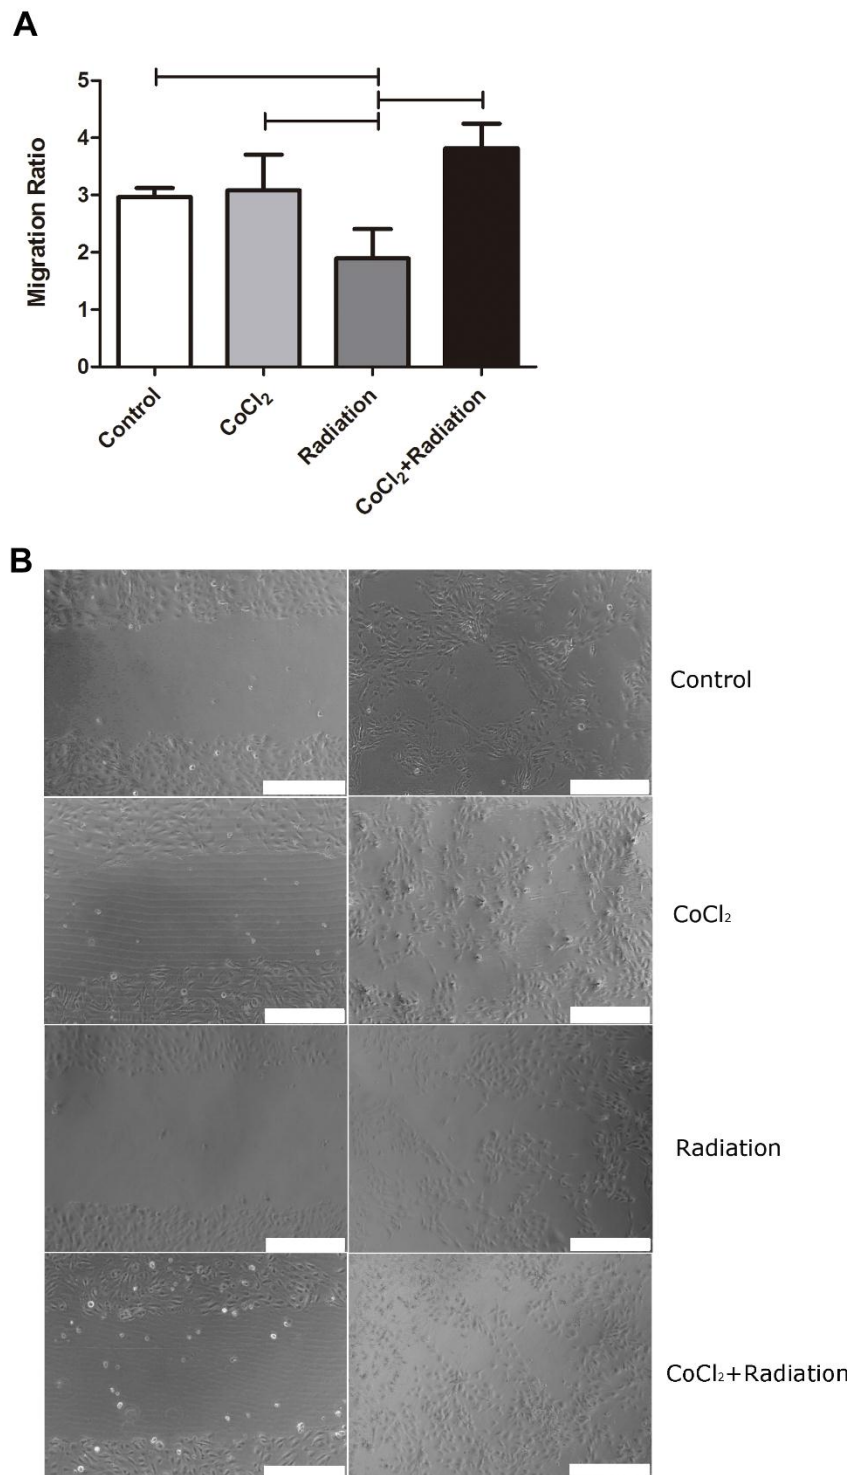 A
5
4
3
2
1
0
Migration Ratio
Control
CoCl₂
Radiation
CoCl₂+Radiation
B
Control
CoCl₂
Radiation
CoCl₂+Radiation